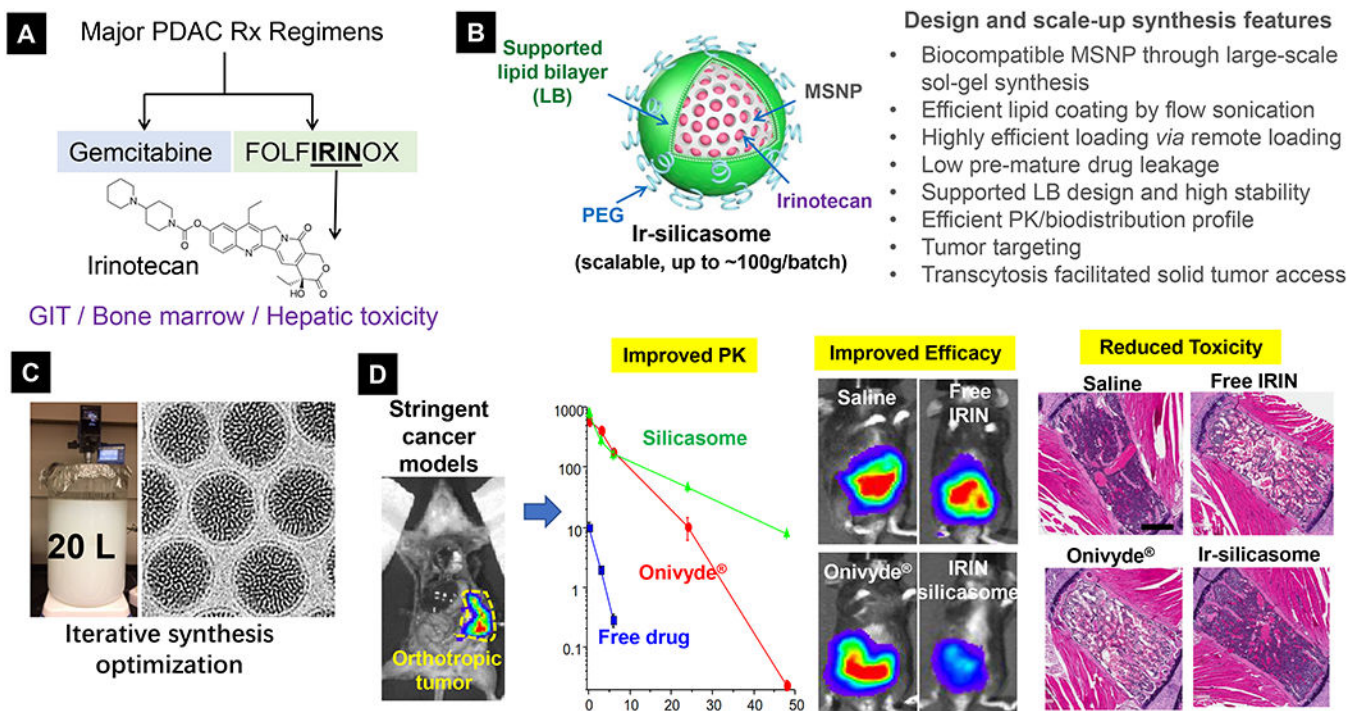 A
Major PDAC Rx Regimens
Gemcitabine
FOLFIRINOX
N
N
O
O
N
N
O
O
O
HO
Irinotecan
GIT / Bone marrow / Hepatic toxicity
B
Supported
lipid bilayer
(LB)
MSNP
PEG
Irinotecan
Ir-silicasome
(scalable, up to ~100g/batch)
Design and scale-up synthesis features
• Biocompatible MSNP through large-scale
sol-gel synthesis
• Efficient lipid coating by flow sonication
• Highly efficient loading via remote loading
• Low pre-mature drug leakage
• Supported LB design and high stability
• Efficient PK/biodistribution profile
• Tumor targeting
• Transcytosis facilitated solid tumor access
C
20 L
Iterative synthesis
optimization
D
Stringent
cancer
models
Orthotropic
tumor
Improved PK
1000
100
10
1
0.1
0
10
20
30
40
50
Silicasome
Onivyde®
Free drug
Improved Efficacy
Saline
Free
IRIN
Onivyde®
IRIN
silicasome
Reduced Toxicity
Saline
Free IRIN
Onivyde®
Ir-silicasome